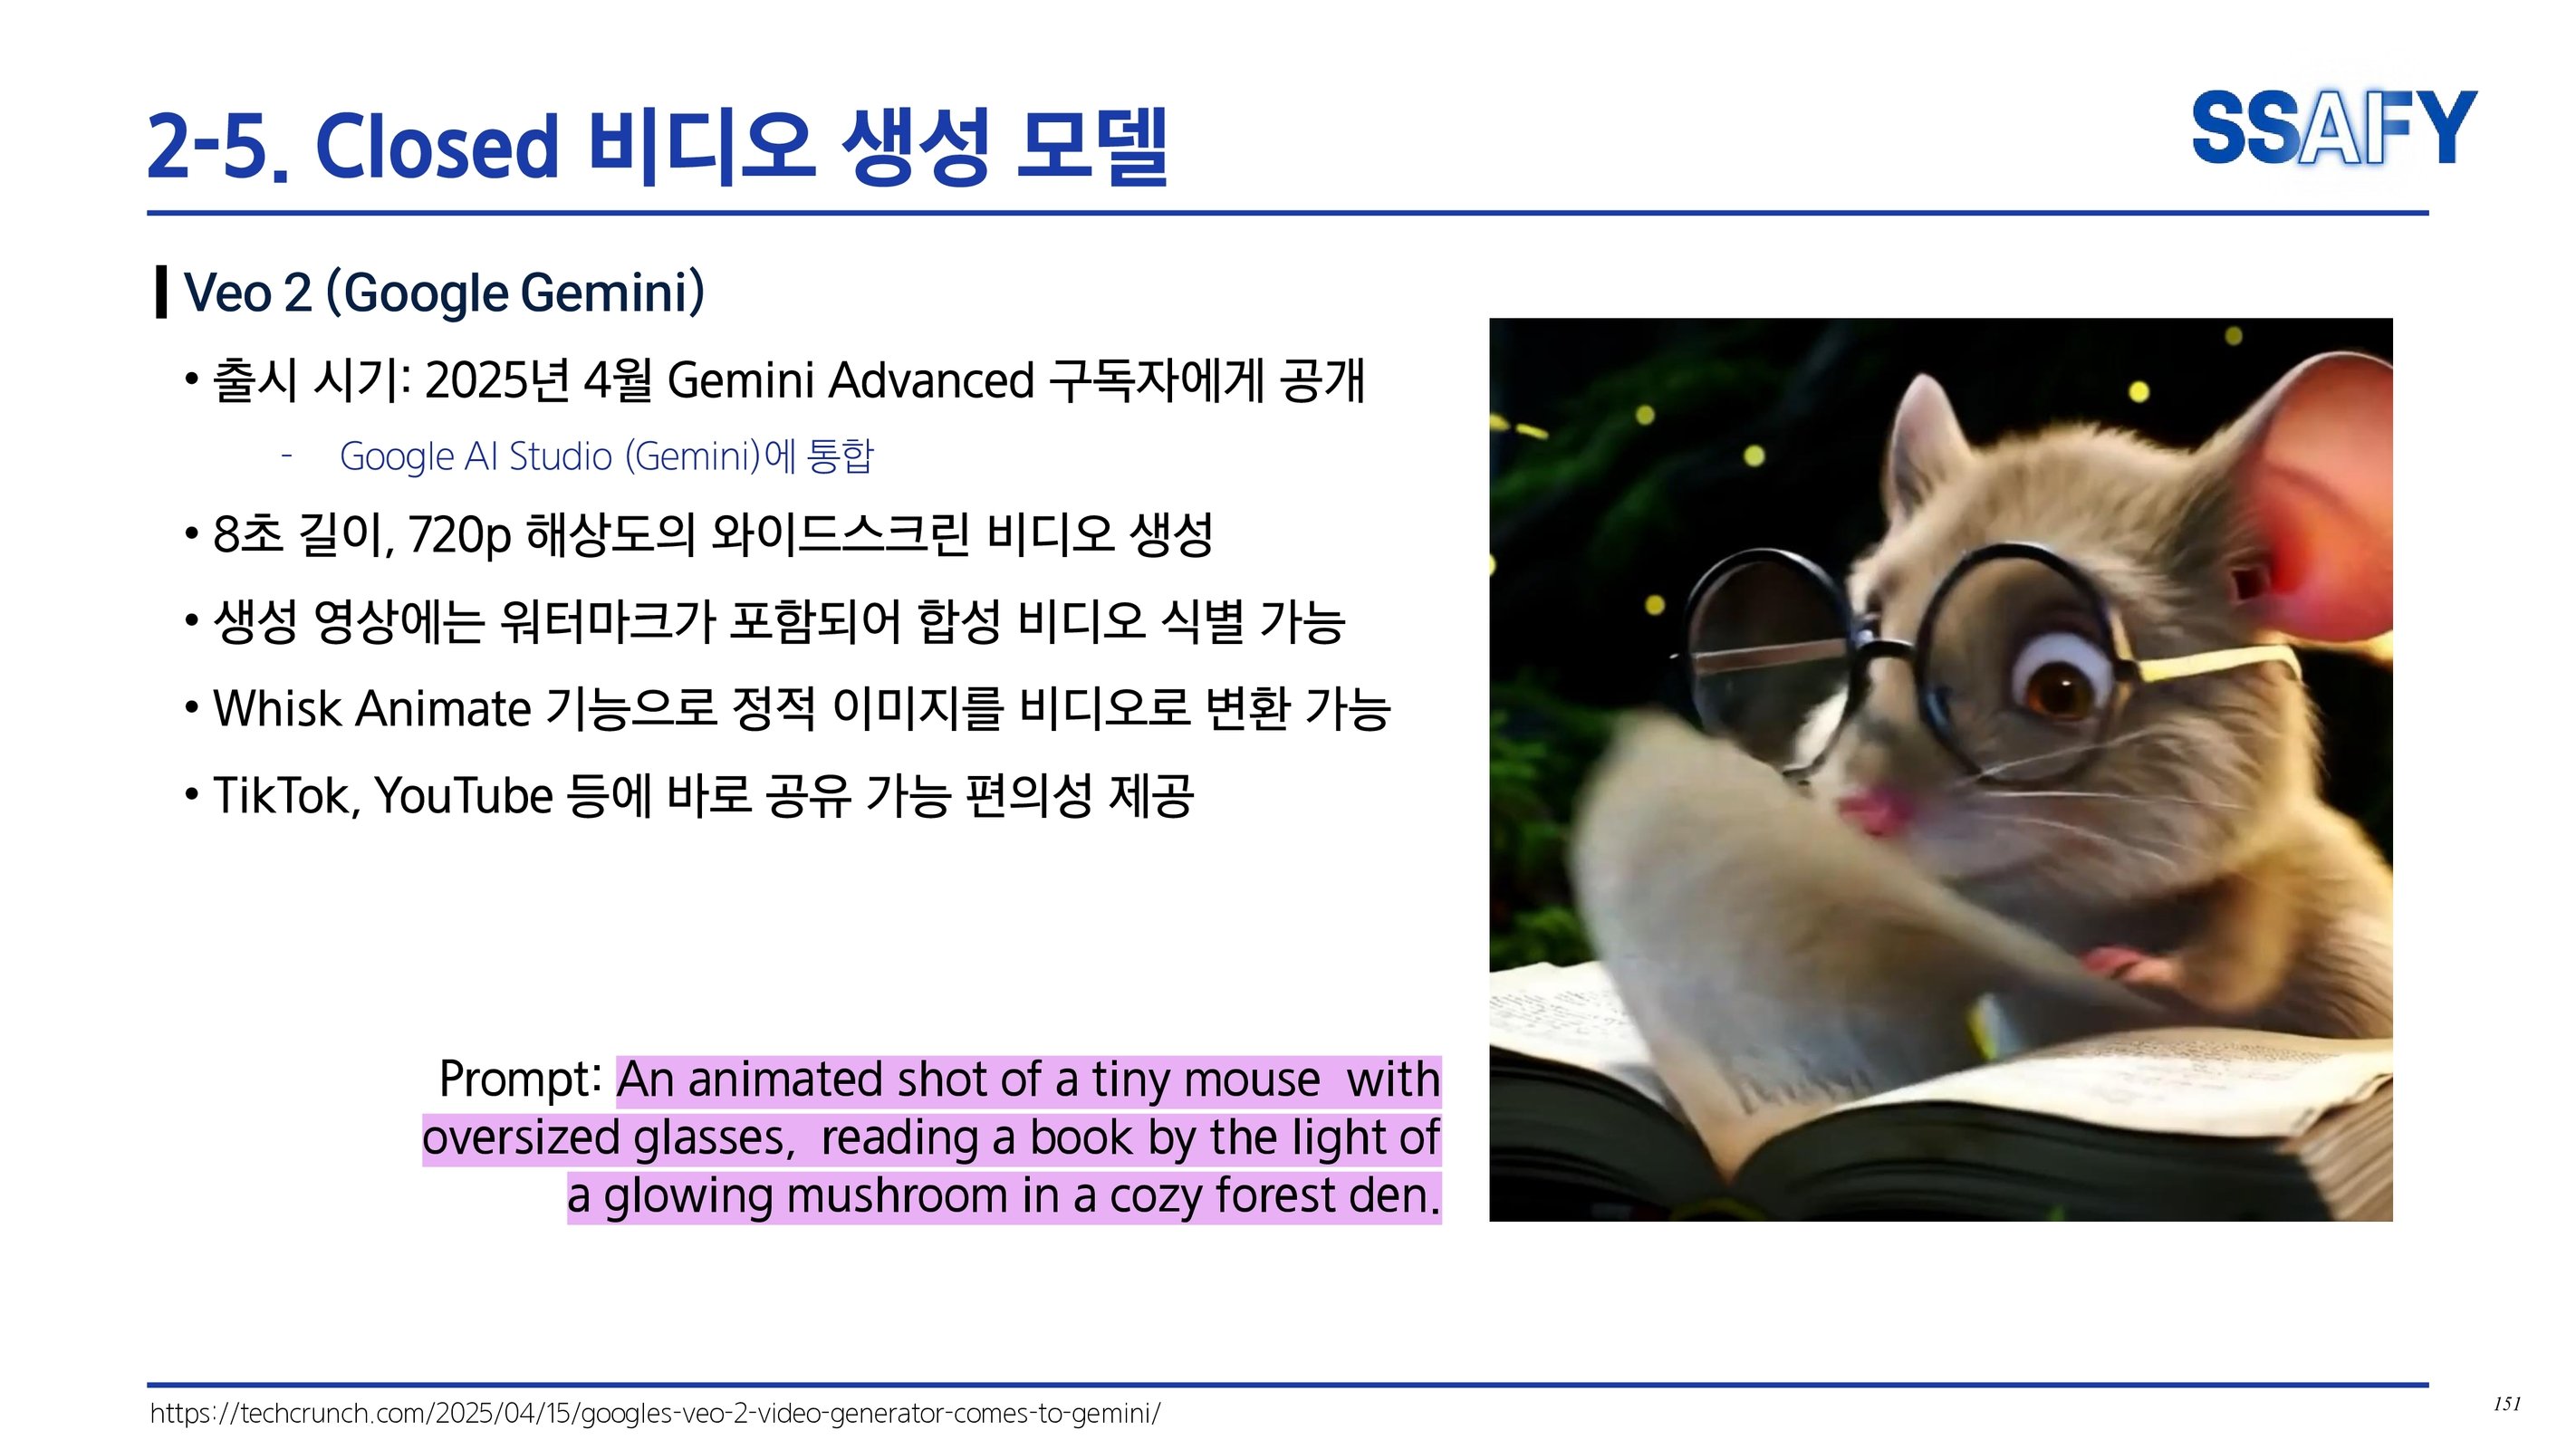 2-5. Closed 비디오 생성 모델
SSAFY
Veo 2 (Google Gemini)
• 출시 시기: 2025년 4월 Gemini Advanced 구독자에게 공개
- Google AI Studio (Gemini)에 통합
• 8초 길이, 720p 해상도의 와이드스크린 비디오 생성
• 생성 영상에는 워터마크가 포함되어 합성 비디오 식별 가능
• Whisk Animate 기능으로 정적 이미지를 비디오로 변환 가능
• TikTok, YouTube 등에 바로 공유 가능 편의성 제공
Prompt: An animated shot of a tiny mouse with
oversized glasses, reading a book by the light of
a glowing mushroom in a cozy forest den.
https://techcrunch.com/2025/04/15/googles-veo-2-video-generator-comes-to-gemini/
151